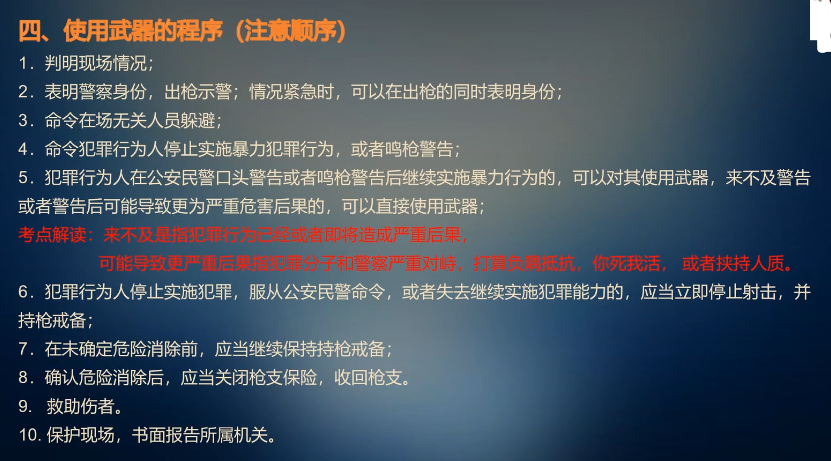 四、使用武器的程序（注意顺序）
1．判明现场情况；
2．表明警察身份，出枪示警；情况紧急时，可以在出枪的同时表明身份；
3．命令在场无关人员躲避；
4．命令犯罪行为人停止实施暴力犯罪行为，或者鸣枪警告；
5．犯罪行为人在公安民警口头警告或者鸣枪警告后继续实施暴力行为的，可以对其使用武器，来不及警告
或者警告后可能导致更为严重危害后果的，可以直接使用武器；
考点解读：来不及是指犯罪行为已经或者即将造成严重后果，
可能导致更严重后果指犯罪分子和警察严重对峙，打算负隅抵抗，你死我活， 或者挟持人质。
6．犯罪行为人停止实施犯罪，服从公安民警命令，或者失去继续实施犯罪能力的，应当立即停止射击，并
持枪戒备；
7．在未确定危险消除前，应当继续保持持枪戒备；
8．确认危险消除后，应当关闭枪支保险，收回枪支。
9. 救助伤者。
10. 保护现场，书面报告所属机关。